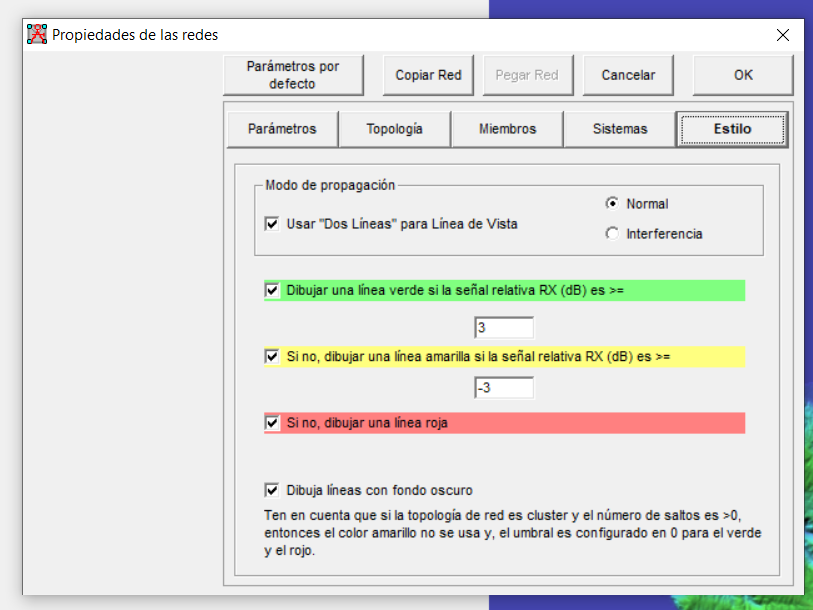 Propiedades de las redes
Parámetros por
defecto
Copiar Red
Pegar Red
Cancelar
OK
Parámetros
Topología
Miembros
Sistemas
Estilo
Modo de propagación
Usar "Dos Líneas" para Línea de Vista
Normal
Interferencia
Dibujar una línea verde si la señal relativa RX (dB) es >=
3
Si no, dibujar una línea amarilla si la señal relativa RX (dB) es >=
-3
Si no, dibujar una línea roja
Dibuja líneas con fondo oscuro
Ten en cuenta que si la topología de red es cluster y el número de saltos es >0,
entonces el color amarillo no se usa y, el umbral es configurado en 0 para el verde
y el rojo.